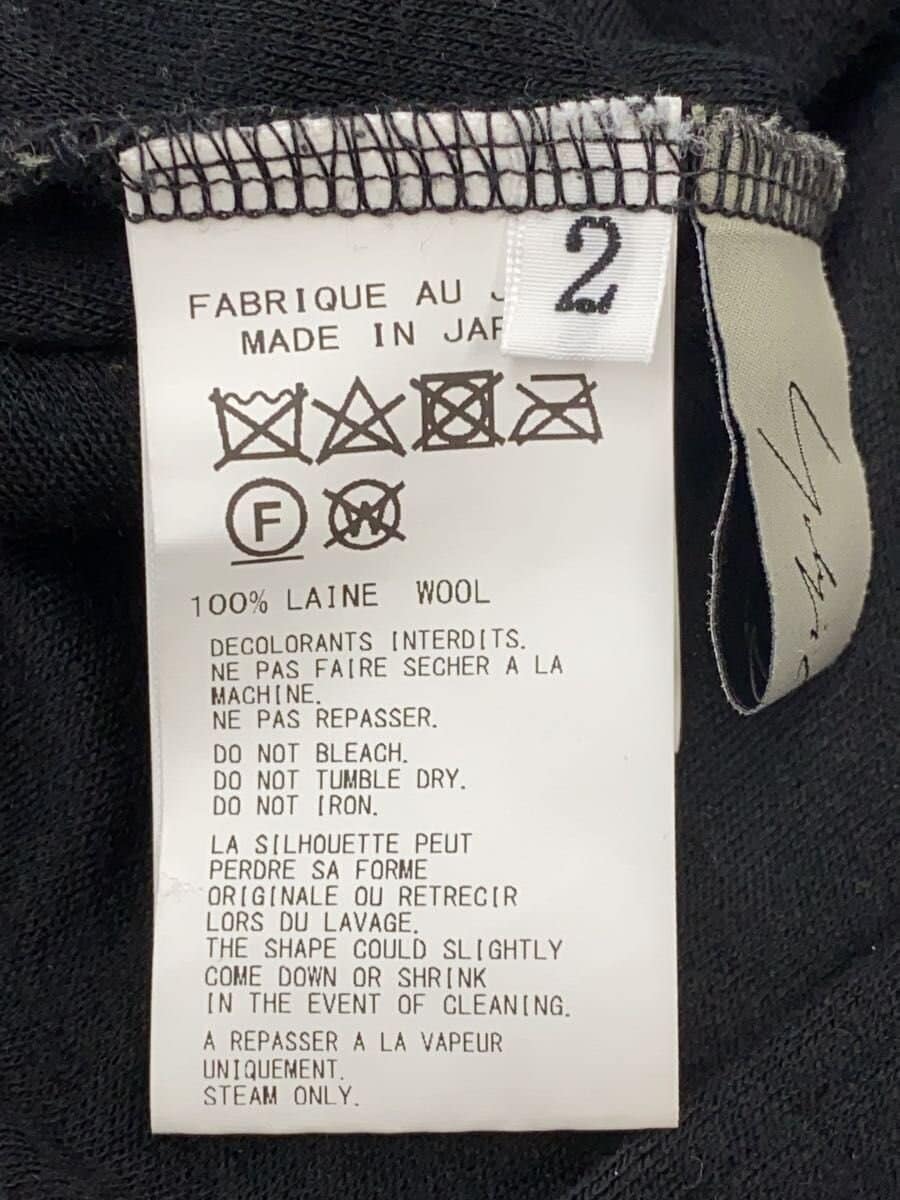 2
FABRIQUE AU
MADE IN
F
W
100% LAINE WOOL
DECOLORANTS INTERDITS.
NE PAS FAIRE SECHER A LA
MACHINE.
NE PAS REPASSER.
DO NOT BLEACH.
DO NOT TUMBLE DRY.
DO NOT IRON.
LA SILHOUETTE PEUT
PERDRE SA FORME
ORIGINALE OU RETRECIR
LORS DU LAVAGE.
THE SHAPE COULD SLIGHTLY
COME DOWN OR SHRINK
IN THE EVENT OF CLEANING.
A REPASSER A LA VAPEUR
UNIQUEMENT.
STEAM ONLY.